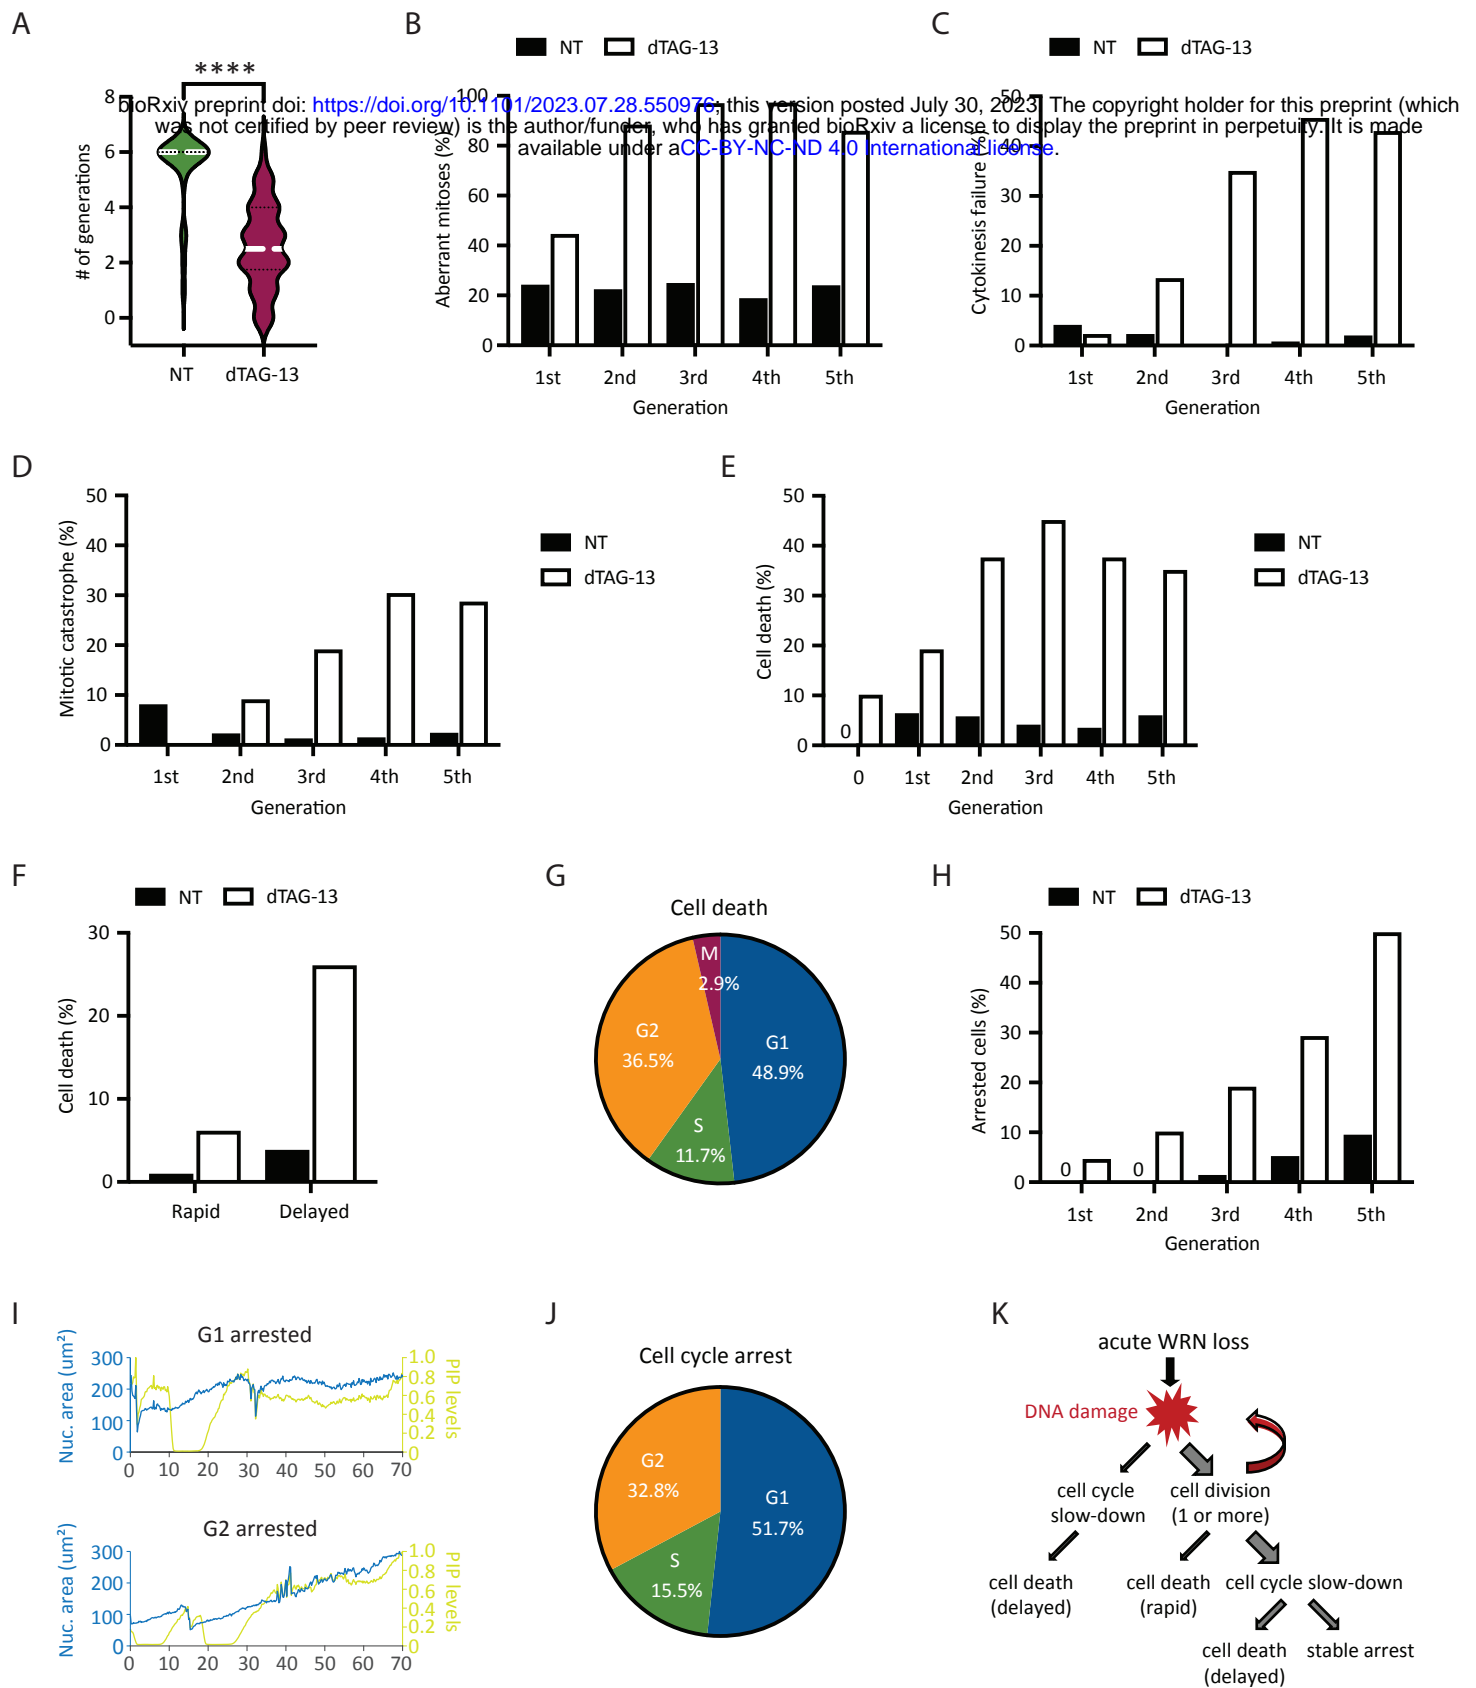 A
B
C
NT dTAG-13
NT dTAG-13
****
bioRxiv preprint doi: https://doi.org/10.1101/2023.07.28.550976; this version posted July 30, 2023. The copyright holder for this preprint (which
was not certified by peer review) is the author/funder, who has granted bioRxiv a license to display the preprint in perpetuity. It is made
available under aCC-BY-NC-ND 4.0 International license.
# of generations
8
6
4
2
0
NT dTAG-13
Aberrant mitoses (%)
100
80
60
40
20
0
1st 2nd 3rd 4th 5th
Generation
Cytokinesis failure (%)
50
40
30
20
10
0
1st 2nd 3rd 4th 5th
Generation
D
Mitotic catastrophe (%)
50
40
30
20
10
0
1st 2nd 3rd 4th 5th
Generation
NT
dTAG-13
E
Cell death (%)
50
40
30
20
10
0
0
0 1st 2nd 3rd 4th 5th
Generation
NT
dTAG-13
F
NT dTAG-13
Cell death (%)
30
20
10
0
Rapid Delayed
G
Cell death
M
2.9%
G2
36.5%
G1
48.9%
S
11.7%
H
NT dTAG-13
Arrested cells (%)
50
40
30
20
10
0
0 0
1st 2nd 3rd 4th 5th
Generation
I
G1 arrested
Nuc. area (um²)
300
200
100
0
1.0
0.8
0.6
0.4
0.2
0
PIP levels
0 10 20 30 40 50 60 70
G2 arrested
Nuc. area (um²)
300
200
100
0
1.0
0.8
0.6
0.4
0.2
0
PIP levels
0 10 20 30 40 50 60 70
J
Cell cycle arrest
G2
32.8%
G1
51.7%
S
15.5%
K
acute WRN loss
DNA damage
cell cycle
slow-down
cell division
(1 or more)
cell death
(delayed)
cell death
(rapid)
cell cycle slow-down
cell death
(delayed)
stable arrest